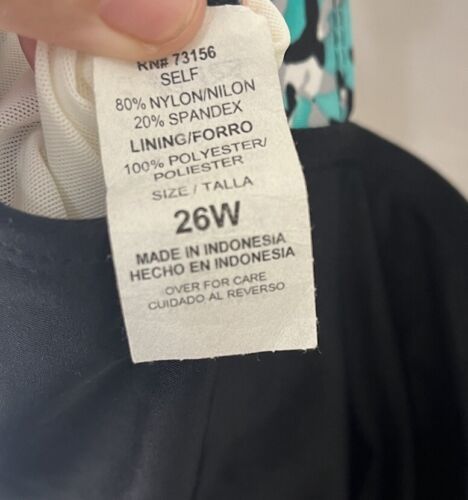 RN# 73156
SELF
80% NYLON/NILON
20% SPANDEX
LINING/FORRO
100% POLYESTER/
POLIESTER
SIZE / TALLA
26W
MADE IN INDONESIA
HECHO EN INDONESIA
OVER FOR CARE
CUIDADO AL REVERSO